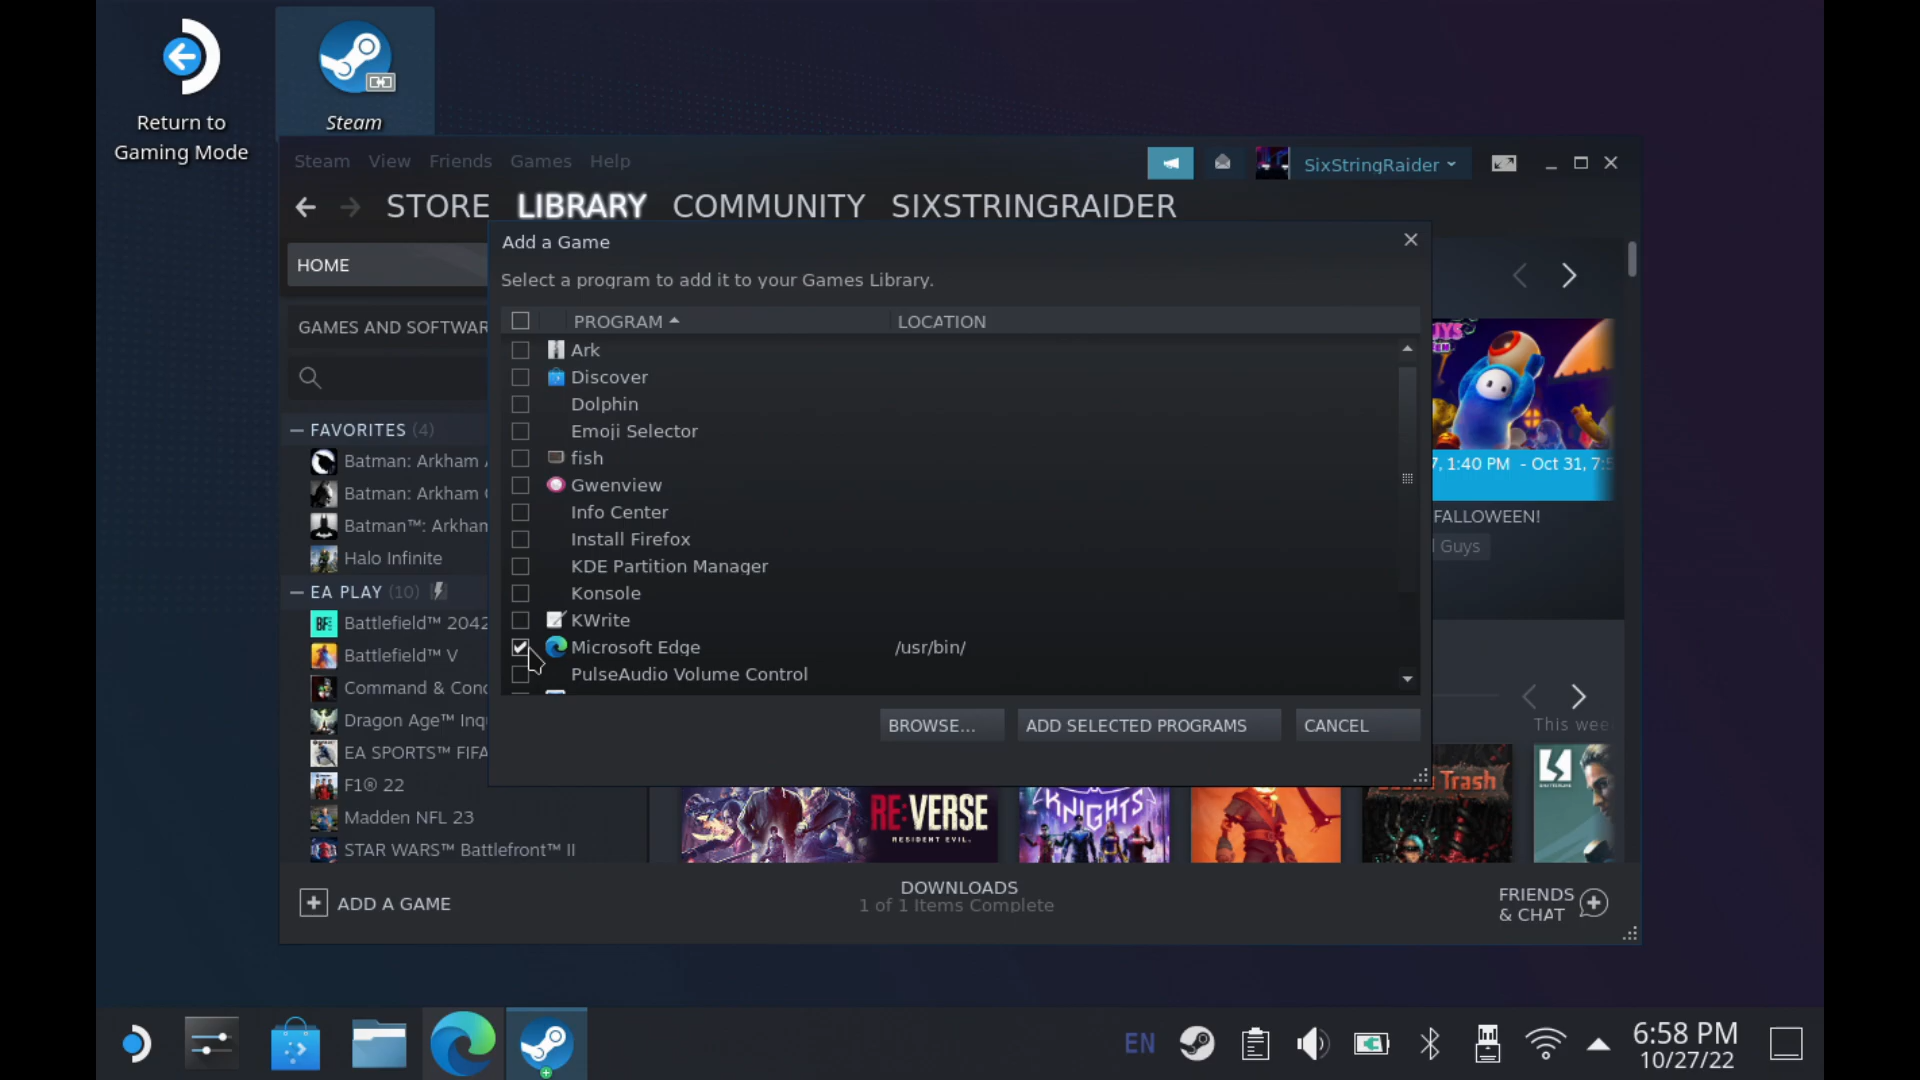 Return to
Gaming Mode
Steam
Steam View Friends Games Help
SixStringRaider
STORE LIBRARY COMMUNITY SIXSTRINGRAIDER
Add a Game
HOME
Select a program to add it to your Games Library.
GAMES AND SOFTWAR
PROGRAM LOCATION
Ark
Discover
Dolphin
Emoji Selector
fish
Gwenview
Info Center
Install Firefox
KDE Partition Manager
Konsole
KWrite
Microsoft Edge /usr/bin/
PulseAudio Volume Control
BROWSE... ADD SELECTED PROGRAMS CANCEL
FAVORITES (4)
Batman: Arkham
Batman: Arkham
Batman™: Arkham
Halo Infinite
EA PLAY (10)
Battlefield™ 2042
Battlefield™ V
Command & Conc
Dragon Age™ Inq
EA SPORTS™ FIFA
F1® 22
Madden NFL 23
STAR WARS™ Battlefront™ II
7, 1:40 PM - Oct 31, 7:5
FALLOWEEN!
Guys
This wee
Trash
RE:VERSE
RESIDENT EVIL.
KNIGHTS
ADD A GAME
DOWNLOADS
1 of 1 Items Complete
FRIENDS
& CHAT
EN
6:58 PM
10/27/22